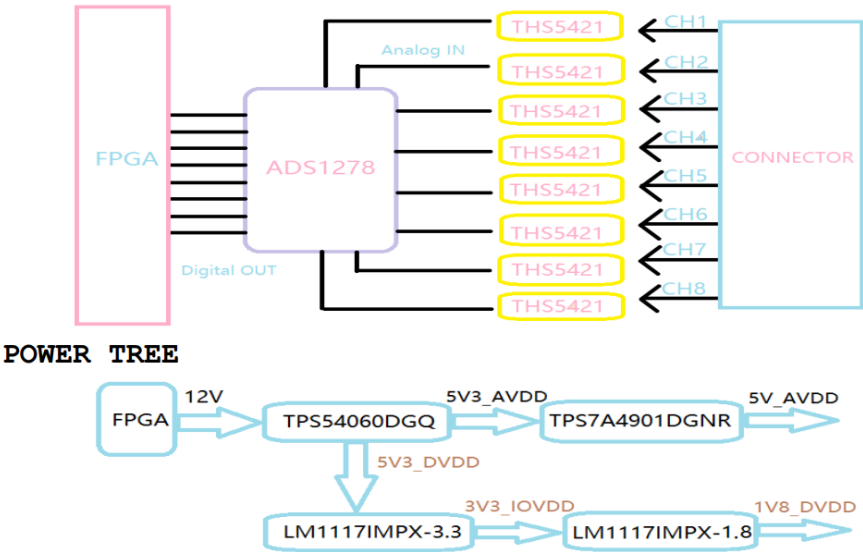 THS5421
CH1
Analog IN
THS5421
CH2
THS5421
CH3
FPGA
ADS1278
THS5421
CH4
CONNECTOR
THS5421
CH5
THS5421
CH6
THS5421
CH7
Digital OUT
THS5421
CH8
POWER TREE
FPGA
12V
TPS54060DGQ
5V3_AVDD
TPS7A4901DGNR
5V_AVDD
5V3_DVDD
LM1117IMPX-3.3
3V3_IOVDD
LM1117IMPX-1.8
1V8_DVDD